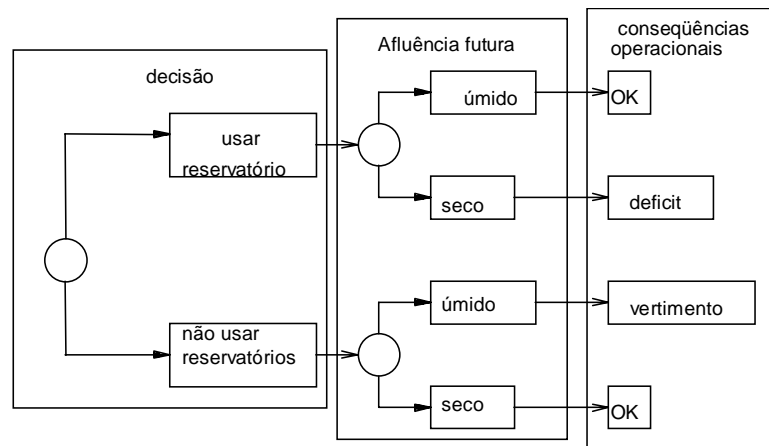 decisão
Afluência futura
conseqüências
operacionais
usar
reservatório
úmido
OK
seco
deficit
não usar
reservatórios
úmido
vertimento
seco
OK